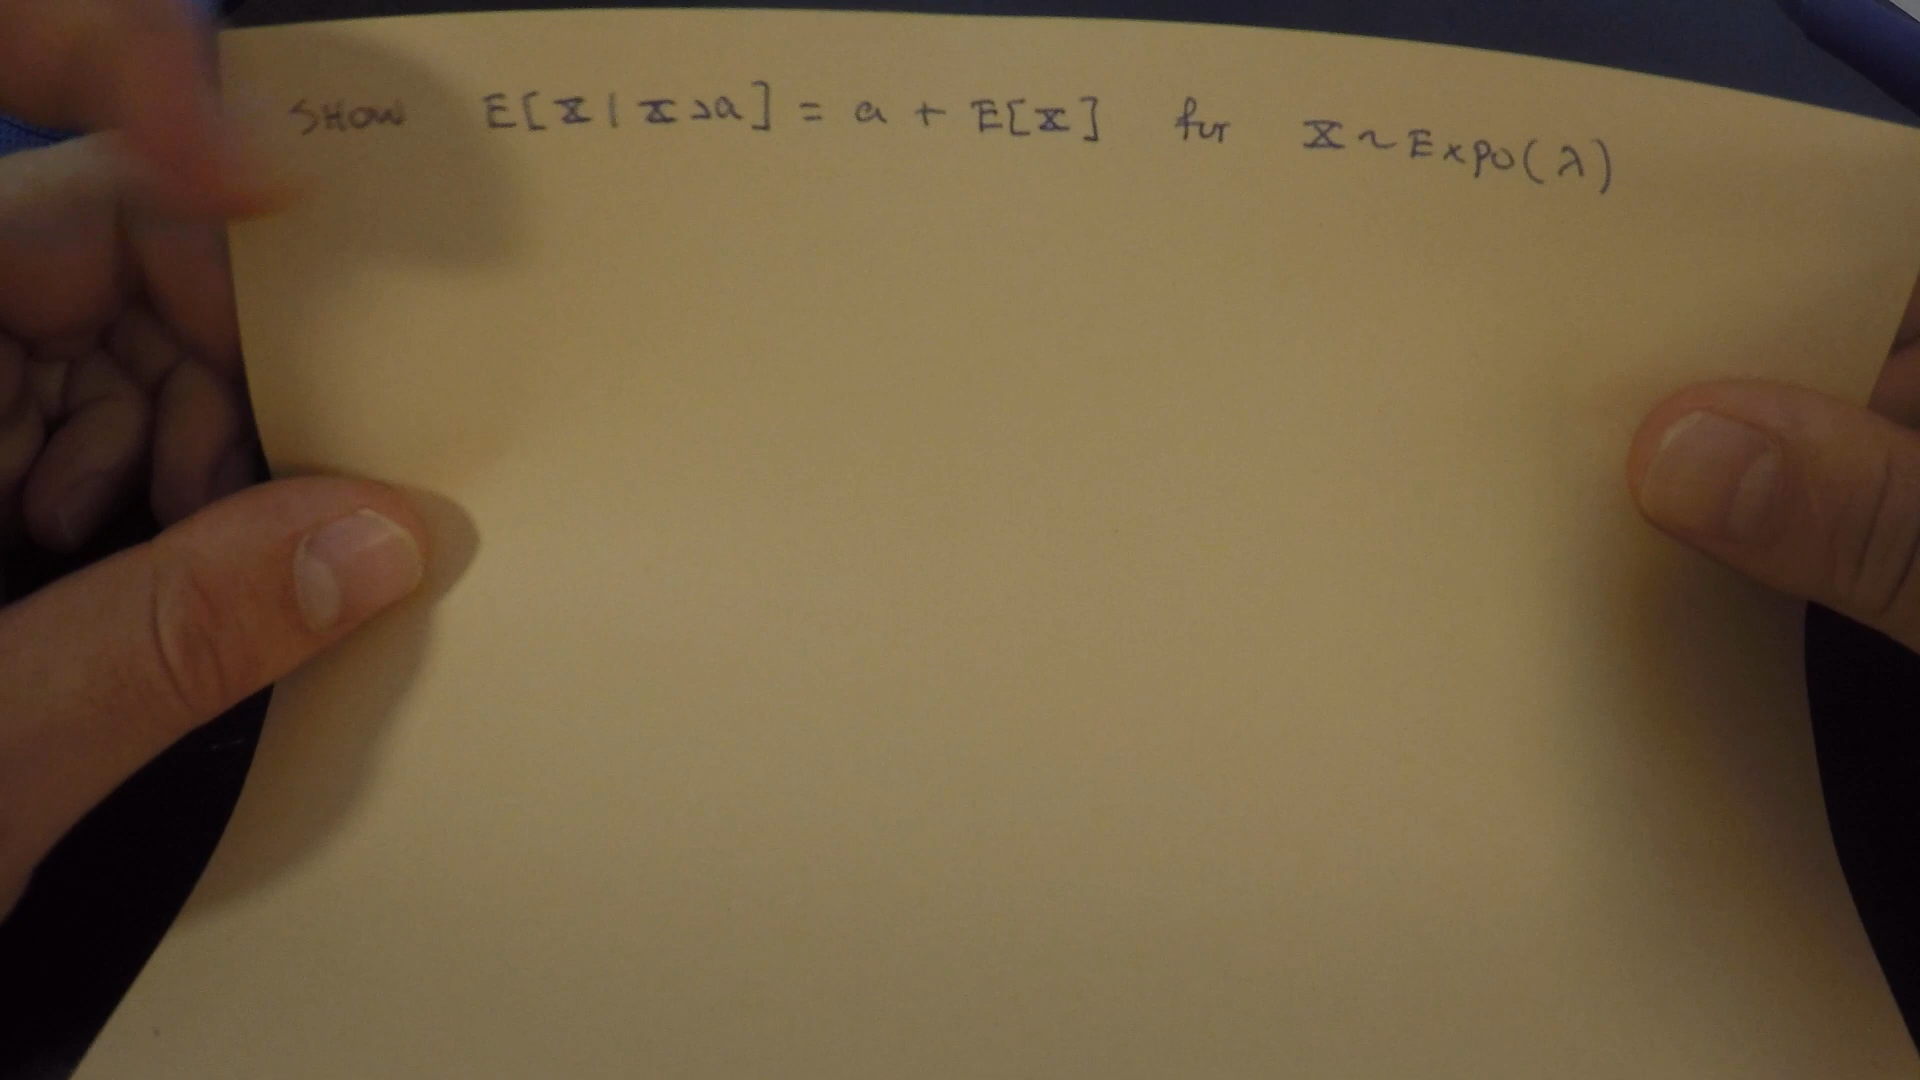 SHOW E[X|X>a] = a + E[X] for X~Expo(λ)